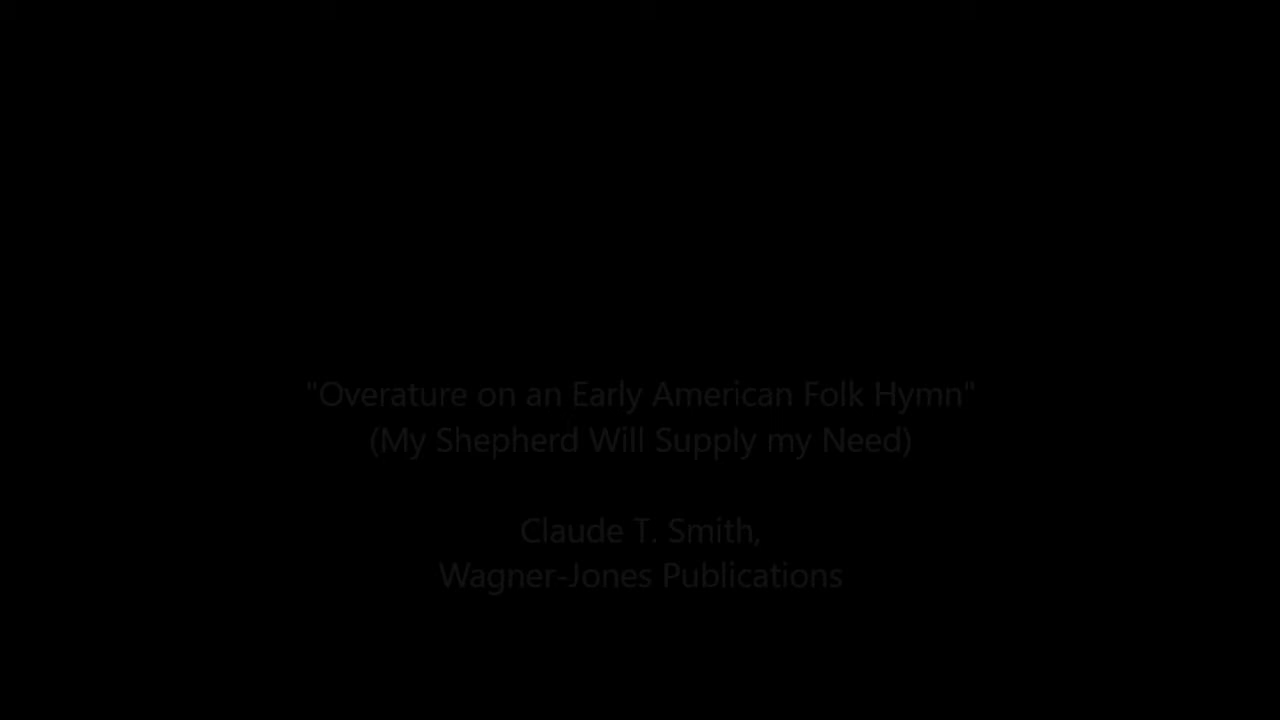 "Overature on an Early American Folk Hymn"
(My Shepherd Will Supply my Need)
Claude T. Smith,
Wagner-Jones Publications